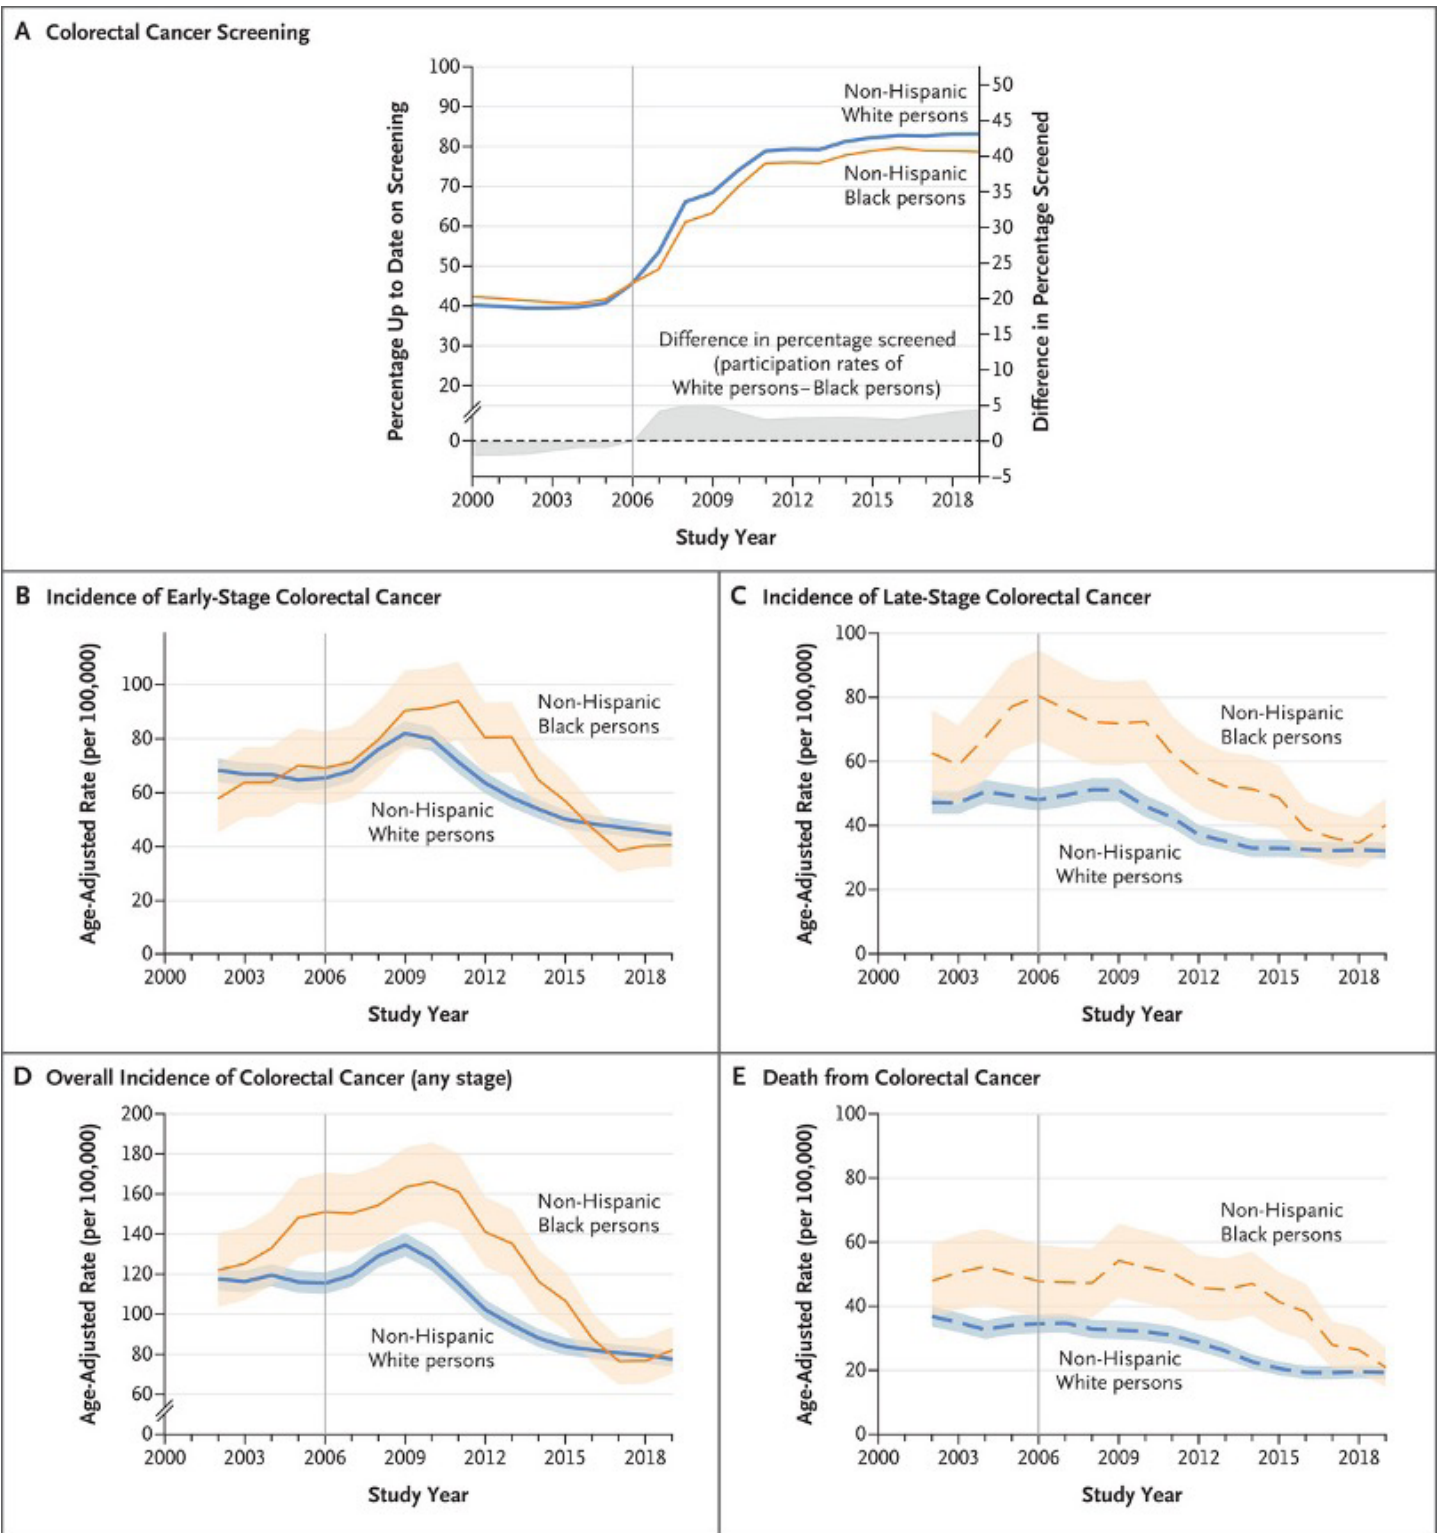 A Colorectal Cancer Screening
Percentage Up to Date on Screening
100
90
80
70
60
50
40
30
20
0
Non-Hispanic
White persons
Non-Hispanic
Black persons
Difference in percentage screened
(participation rates of
White persons–Black persons)
50
45
40
35
30
25
20
15
10
5
0
−5
Difference in Percentage Screened
2000 2003 2006 2009 2012 2015 2018
Study Year
B Incidence of Early-Stage Colorectal Cancer
Age-Adjusted Rate (per 100,000)
100
80
60
40
20
0
Non-Hispanic
Black persons
Non-Hispanic
White persons
2000 2003 2006 2009 2012 2015 2018
Study Year
C Incidence of Late-Stage Colorectal Cancer
Age-Adjusted Rate (per 100,000)
100
80
60
40
20
0
Non-Hispanic
Black persons
Non-Hispanic
White persons
2000 2003 2006 2009 2012 2015 2018
Study Year
D Overall Incidence of Colorectal Cancer (any stage)
Age-Adjusted Rate (per 100,000)
200
180
160
140
120
100
80
60
0
Non-Hispanic
Black persons
Non-Hispanic
White persons
2000 2003 2006 2009 2012 2015 2018
Study Year
E Death from Colorectal Cancer
Age-Adjusted Rate (per 100,000)
100
80
60
40
20
0
Non-Hispanic
Black persons
Non-Hispanic
White persons
2000 2003 2006 2009 2012 2015 2018
Study Year